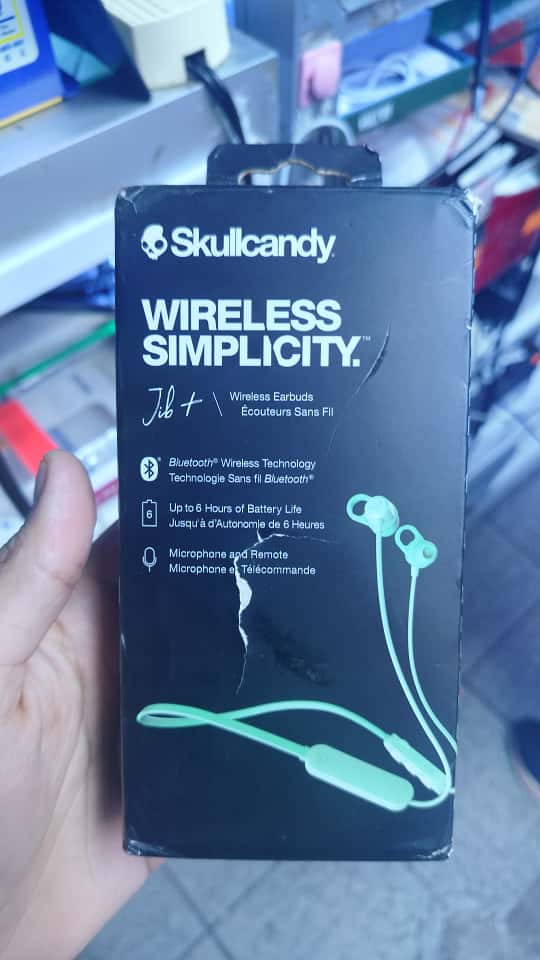 Skullcandy
WIRELESS
SIMPLICITY.™
Jib +
Wireless Earbuds
Écouteurs Sans Fil
Bluetooth® Wireless Technology
Technologie Sans fil Bluetooth®
6
Up to 6 Hours of Battery Life
Jusqu'à d'Autonomie de 6 Heures
Microphone and Remote
Microphone et Télécommande